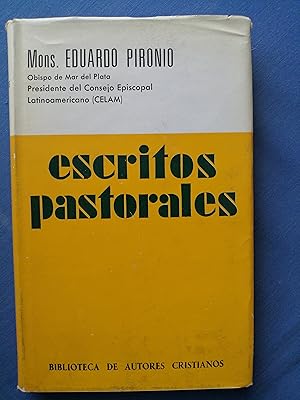 Mons. EDUARDO PIRONIO
Obispo de Mar del Plata
Presidente del Consejo Episcopal
Latinoamericano (CELAM)
escritos
pastorales
BIBLIOTECA DE AUTORES CRISTIANOS